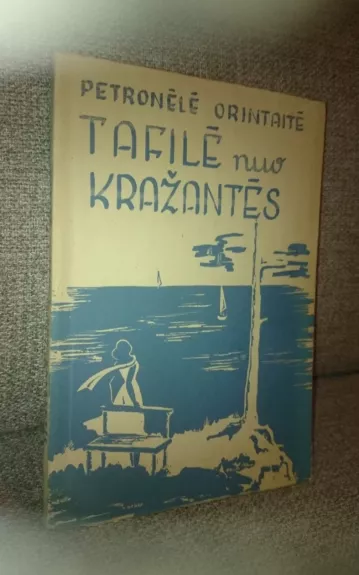 PETRONĖLĖ ORINTAITĖ
TAFILĖ nuo
KRAŽANTĖS